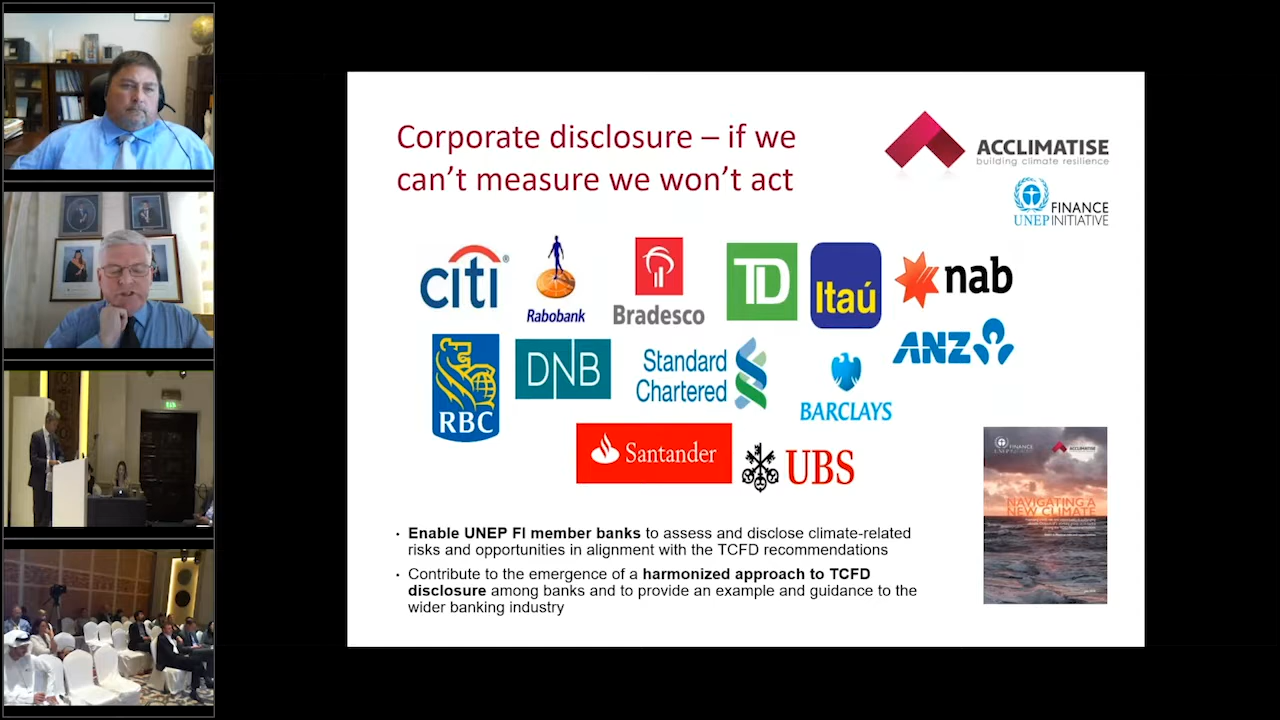 Corporate disclosure – if we
can't measure we won't act
ACCLIMATISE
building climate resilience
FINANCE
UNEP INITIATIVE
citi®
Rabobank
Bradesco
TD
Itaú
nab
RBC
DNB
Standard
Chartered
BARCLAYS
ANZ
Santander
UBS
NAVIGATING A
NEW CLIMATE
• Enable UNEP FI member banks to assess and disclose climate-related
risks and opportunities in alignment with the TCFD recommendations
• Contribute to the emergence of a harmonized approach to TCFD
disclosure among banks and to provide an example and guidance to the
wider banking industry